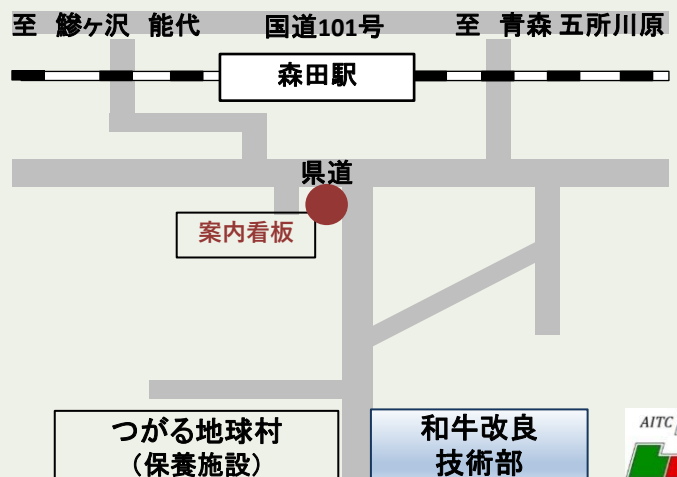 至 鰺ヶ沢 能代 国道101号 至 青森 五所川原
森田駅
県道
案内看板
つがる地球村
（保養施設）
和牛改良
技術部
AITC